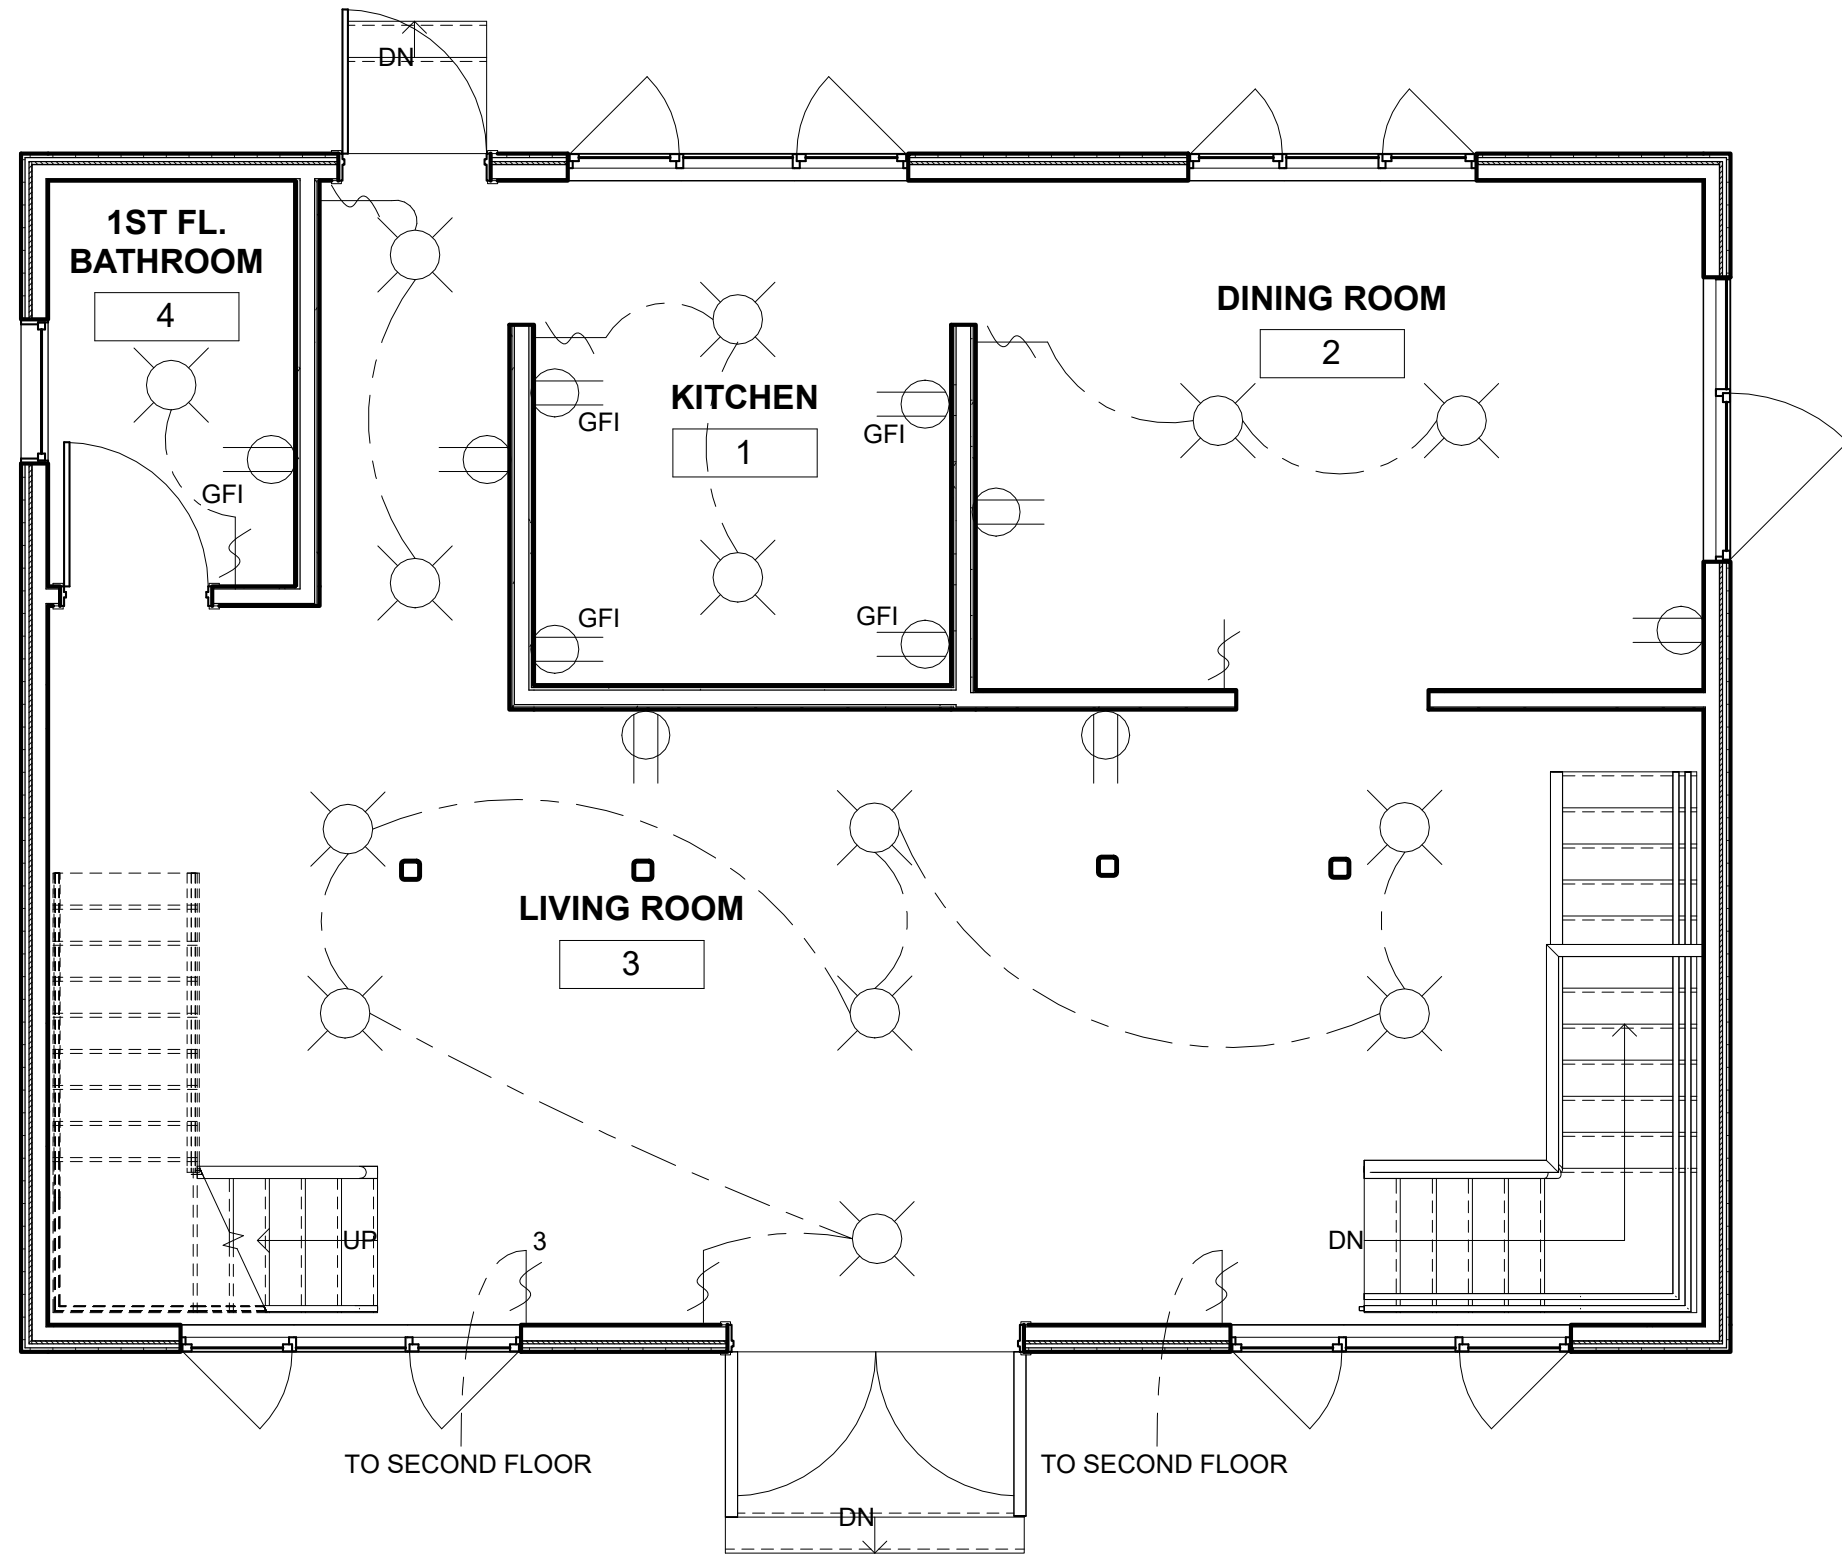 DN
1ST FL.
BATHROOM
4
DINING ROOM
2
KITCHEN
1
GFI
GFI
GFI
GFI
GFI
LIVING ROOM
3
UP
3
DN
TO SECOND FLOOR
TO SECOND FLOOR
DN